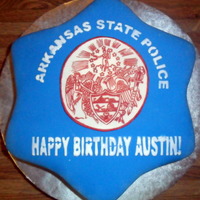 ARKANSAS STATE POLICE
HAPPY BIRTHDAY AUSTIN!